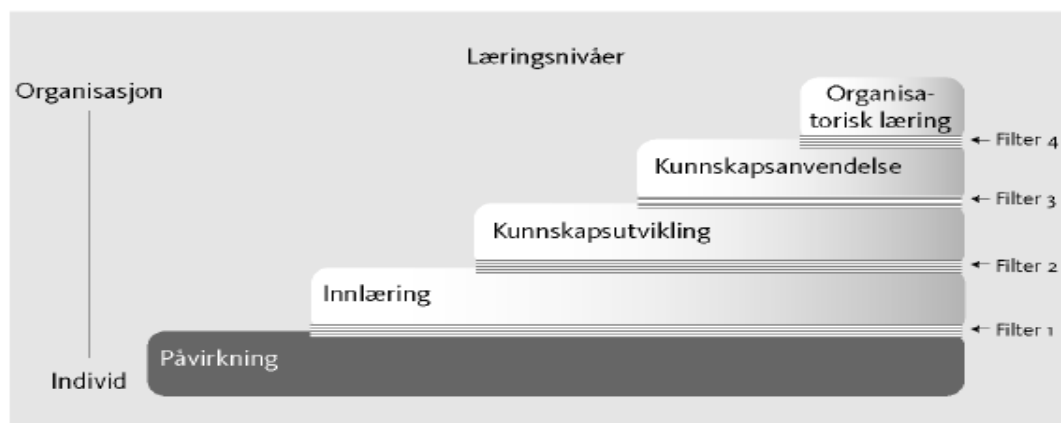 Læringsnivåer
Organisasjon
Organisa-
torisk læring
← Filter 4
Kunnskapsanvendelse
← Filter 3
Kunnskapsutvikling
← Filter 2
Innlæring
← Filter 1
Påvirkning
Individ